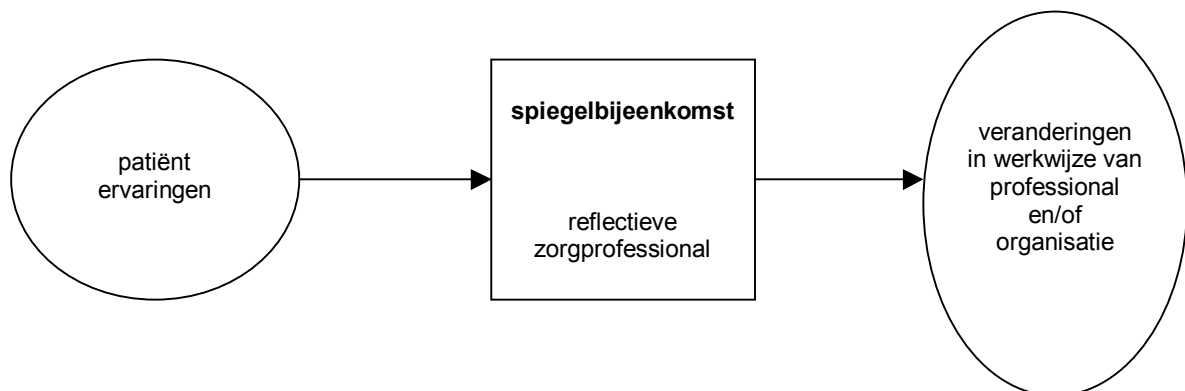 patiënt
ervaringen
spiegelbijeenkomst
reflectieve
zorgprofessional
veranderingen
in werkwijze van
professional
en/of
organisatie